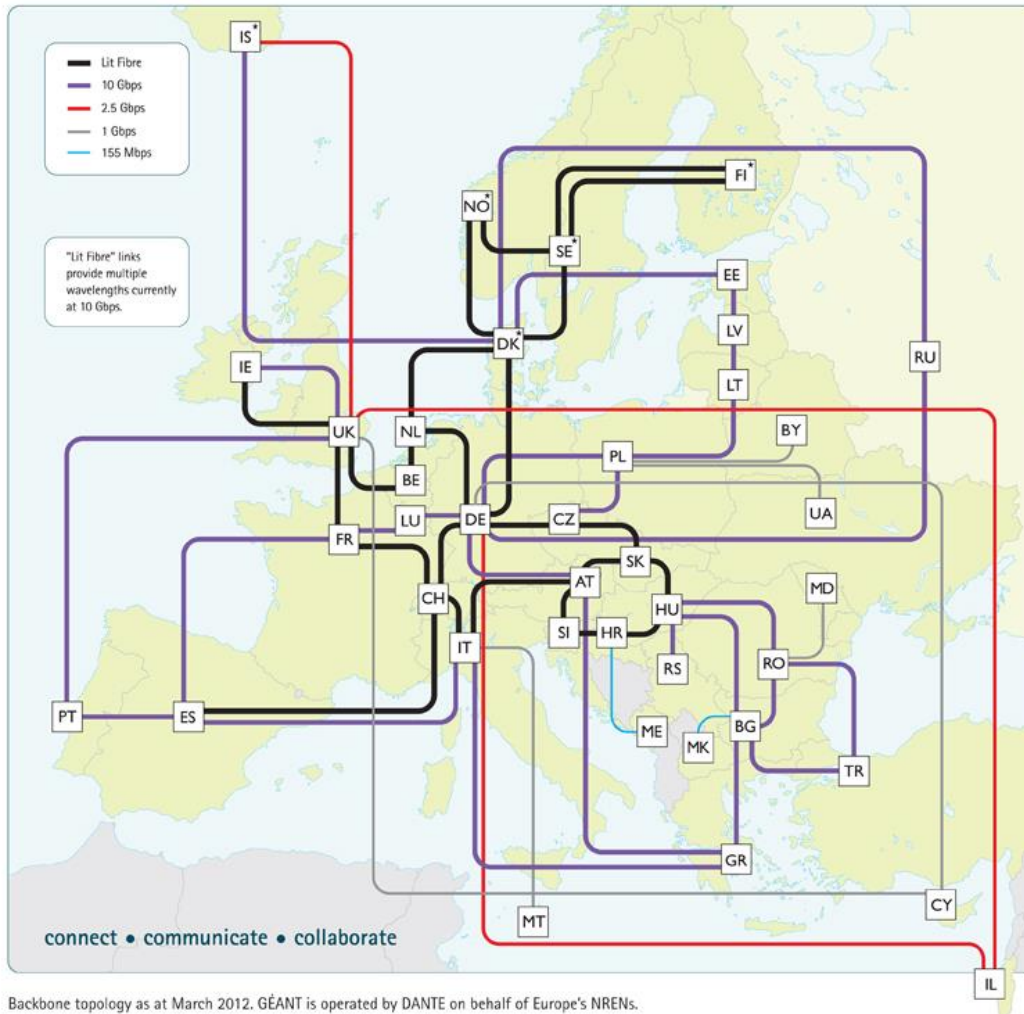 IS*
Lit Fibre
10 Gbps
2.5 Gbps
1 Gbps
155 Mbps
"Lit Fibre" links
provide multiple
wavelengths currently
at 10 Gbps.
FI*
NO*
SE*
EE
LV
DK*
RU
IE
LT
UK
NL
BY
PL
BE
UA
LU
DE
CZ
FR
SK
AT
MD
CH
HU
SI
HR
IT
RO
RS
PT
ES
BG
ME
MK
TR
GR
CY
MT
connect • communicate • collaborate
IL
Backbone topology as at March 2012. GÉANT is operated by DANTE on behalf of Europe's NRENs.